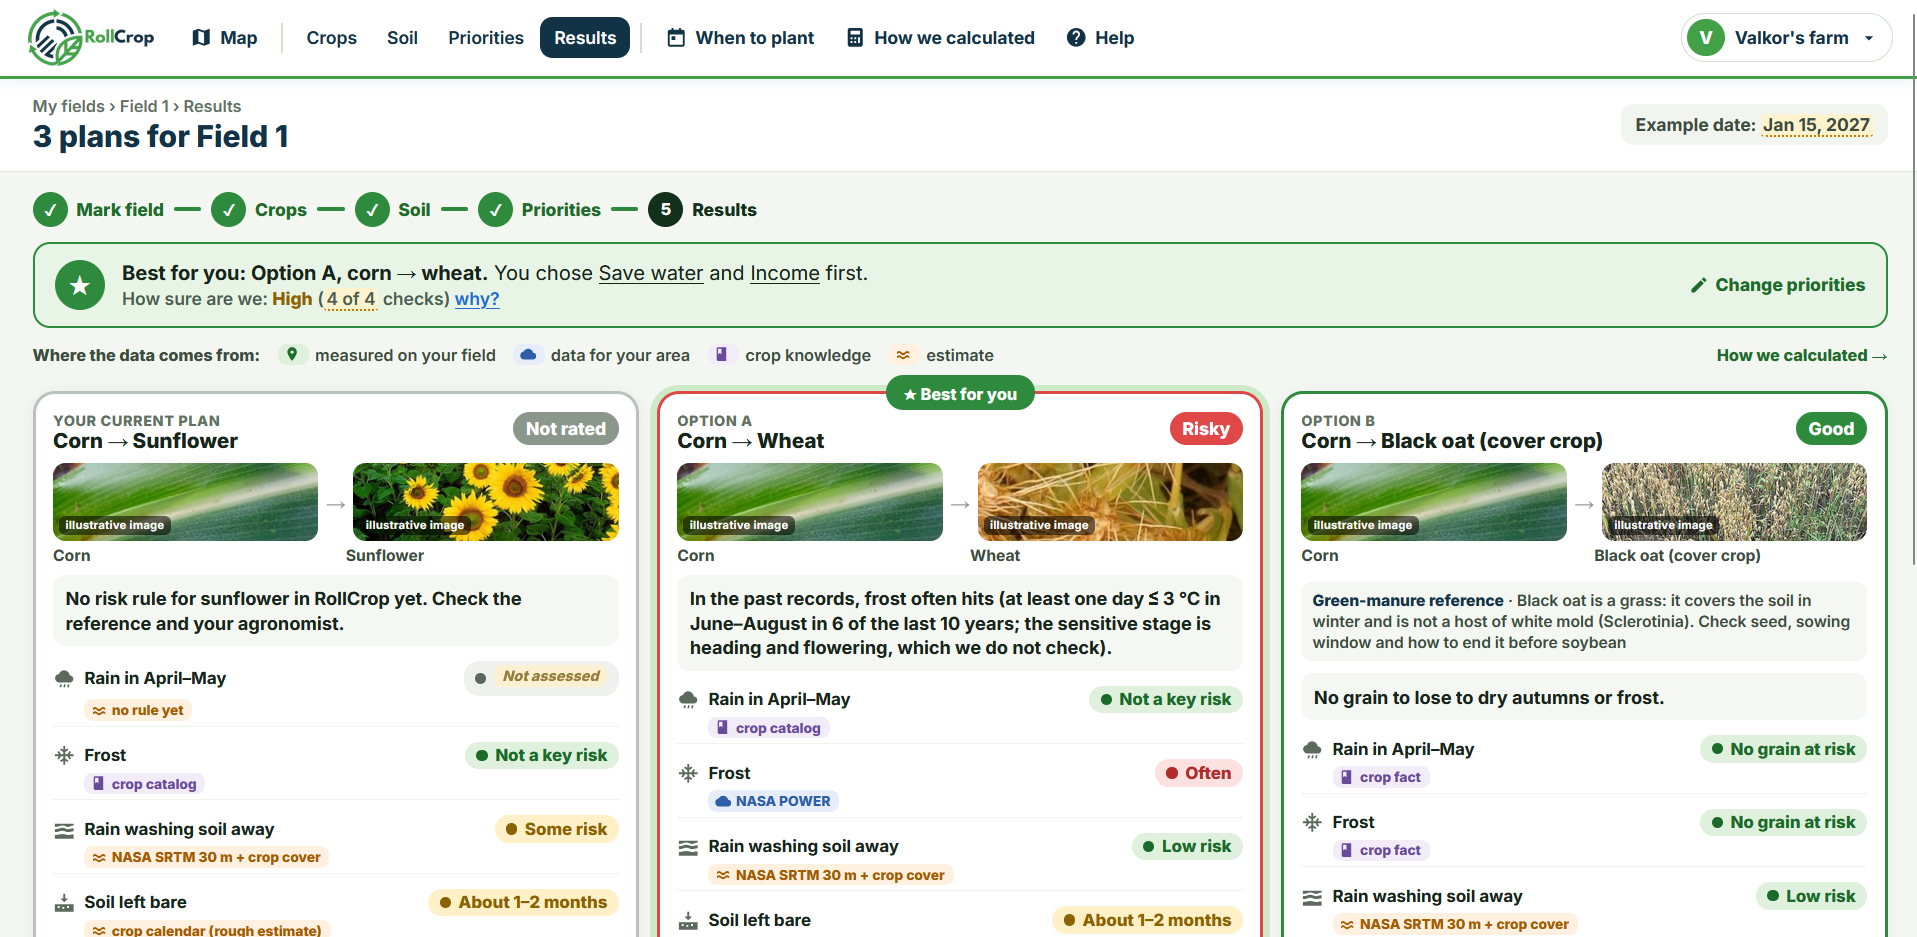 RollCrop
Map
Crops
Soil
Priorities
Results
When to plant
How we calculated
Help
V
Valkor's farm
My fields › Field 1 › Results
3 plans for Field 1
Example date: Jan 15, 2027
Mark field
Crops
Soil
Priorities
5
Results
Best for you: Option A, corn → wheat. You chose Save water and Income first.
How sure are we: High (4 of 4 checks) why?
Change priorities
Where the data comes from:
measured on your field
data for your area
crop knowledge
estimate
How we calculated →
YOUR CURRENT PLAN
Corn → Sunflower
Not rated
illustrative image
→
illustrative image
Corn
Sunflower
No risk rule for sunflower in RollCrop yet. Check the
reference and your agronomist.
Rain in April–May
Not assessed
no rule yet
Frost
Not a key risk
crop catalog
Rain washing soil away
Some risk
NASA SRTM 30 m + crop cover
Soil left bare
About 1–2 months
crop calendar (rough estimate)
★ Best for you
OPTION A
Corn → Wheat
Risky
illustrative image
→
illustrative image
Corn
Wheat
In the past records, frost often hits (at least one day ≤ 3 °C in
June–August in 6 of the last 10 years; the sensitive stage is
heading and flowering, which we do not check).
Rain in April–May
Not a key risk
crop catalog
Frost
Often
NASA POWER
Rain washing soil away
Low risk
NASA SRTM 30 m + crop cover
Soil left bare
About 1–2 months
OPTION B
Corn → Black oat (cover crop)
Good
illustrative image
→
illustrative image
Corn
Black oat (cover crop)
Green-manure reference · Black oat is a grass: it covers the soil in
winter and is not a host of white mold (Sclerotinia). Check seed, sowing
window and how to end it before soybean
No grain to lose to dry autumns or frost.
Rain in April–May
No grain at risk
crop fact
Frost
No grain at risk
crop fact
Rain washing soil away
Low risk
NASA SRTM 30 m + crop cover